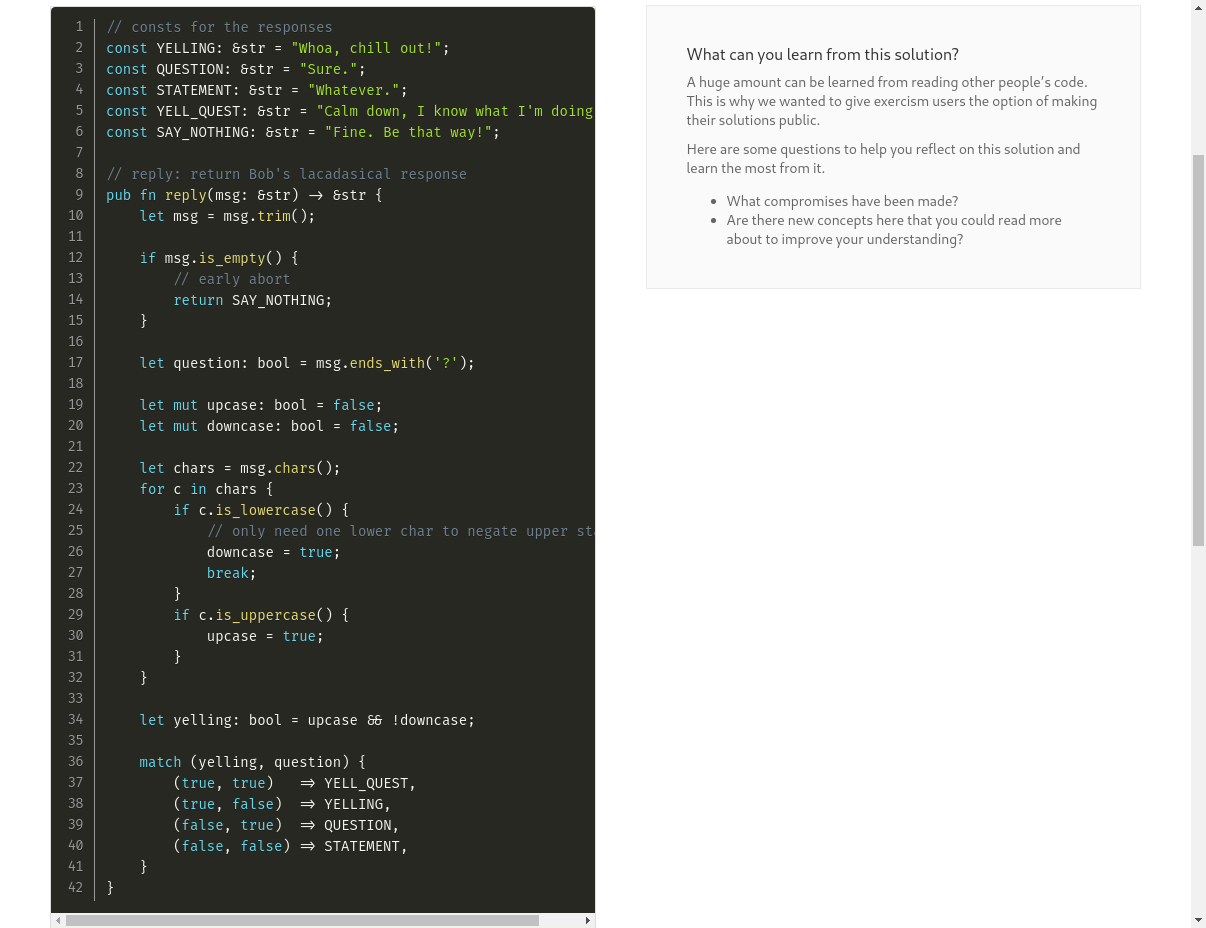 1 // consts for the responses
2 const YELLING: &str = "Whoa, chill out!";
3 const QUESTION: &str = "Sure.";
4 const STATEMENT: &str = "Whatever.";
5 const YELL_QUEST: &str = "Calm down, I know what I'm doing
6 const SAY_NOTHING: &str = "Fine. Be that way!";
7
8 // reply: return Bob's lacadasical response
9 pub fn reply(msg: &str) -> &str {
10     let msg = msg.trim();
11
12     if msg.is_empty() {
13         // early abort
14         return SAY_NOTHING;
15     }
16
17     let question: bool = msg.ends_with('?');
18
19     let mut upcase: bool = false;
20     let mut downcase: bool = false;
21
22     let chars = msg.chars();
23     for c in chars {
24         if c.is_lowercase() {
25             // only need one lower char to negate upper
26             downcase = true;
27             break;
28         }
29         if c.is_uppercase() {
30             upcase = true;
31         }
32     }
33
34     let yelling: bool = upcase && !downcase;
35
36     match (yelling, question) {
37         (true, true)   => YELL_QUEST,
38         (true, false)  => YELLING,
39         (false, true)  => QUESTION,
40         (false, false) => STATEMENT,
41     }
42 }
What can you learn from this solution?
A huge amount can be learned from reading other people’s code.
This is why we wanted to give exercism users the option of making
their solutions public.
Here are some questions to help you reflect on this solution and
learn the most from it.
• What compromises have been made?
• Are there new concepts here that you could read more
about to improve your understanding?